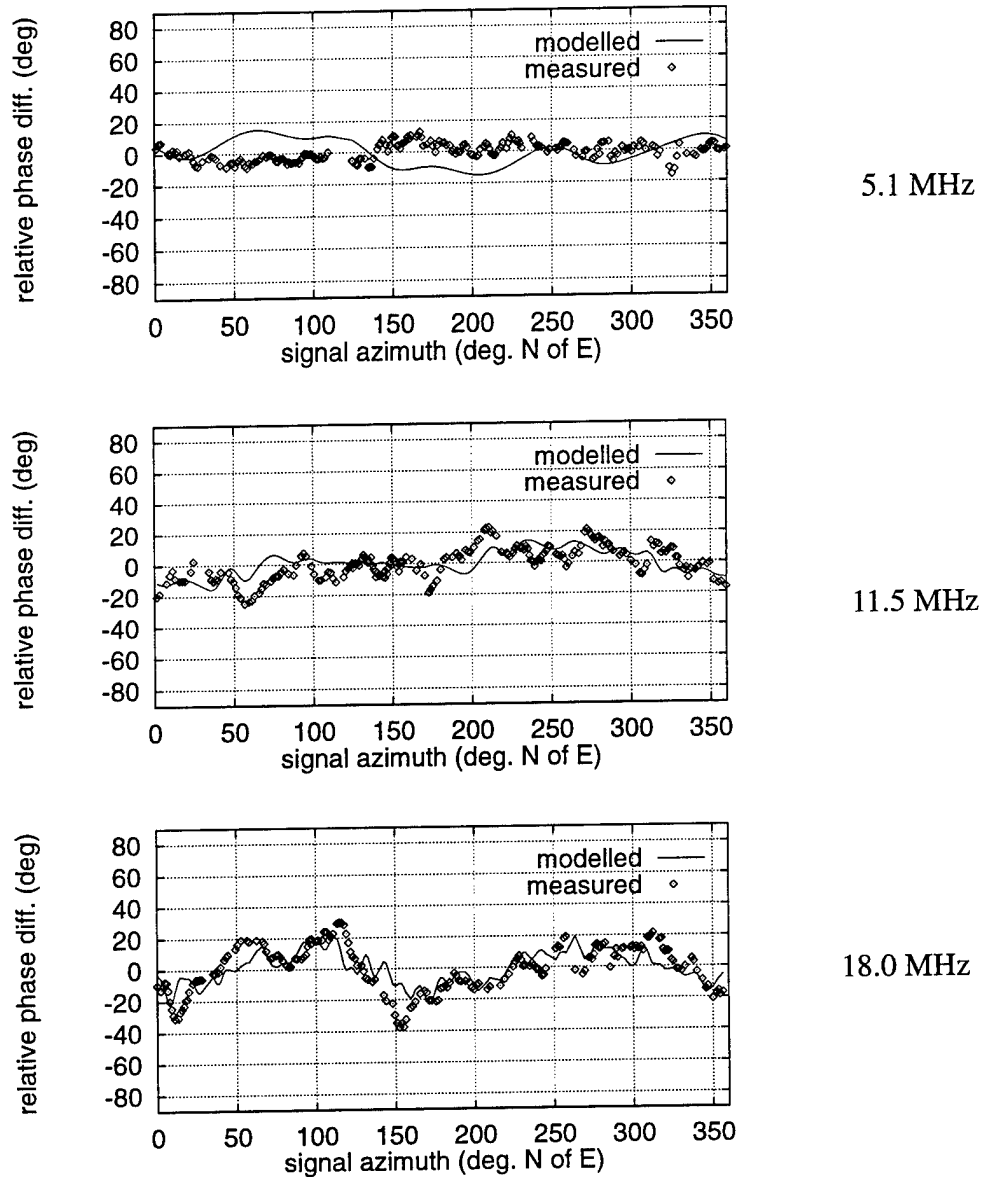 relative phase diff. (deg)
80
60
40
20
0
-20
-40
-60
-80
modelled
measured
0 50 100 150 200 250 300 350
signal azimuth (deg. N of E)
5.1 MHz
relative phase diff. (deg)
80
60
40
20
0
-20
-40
-60
-80
modelled
measured
0 50 100 150 200 250 300 350
signal azimuth (deg. N of E)
11.5 MHz
relative phase diff. (deg)
80
60
40
20
0
-20
-40
-60
-80
modelled
measured
0 50 100 150 200 250 300 350
signal azimuth (deg. N of E)
18.0 MHz